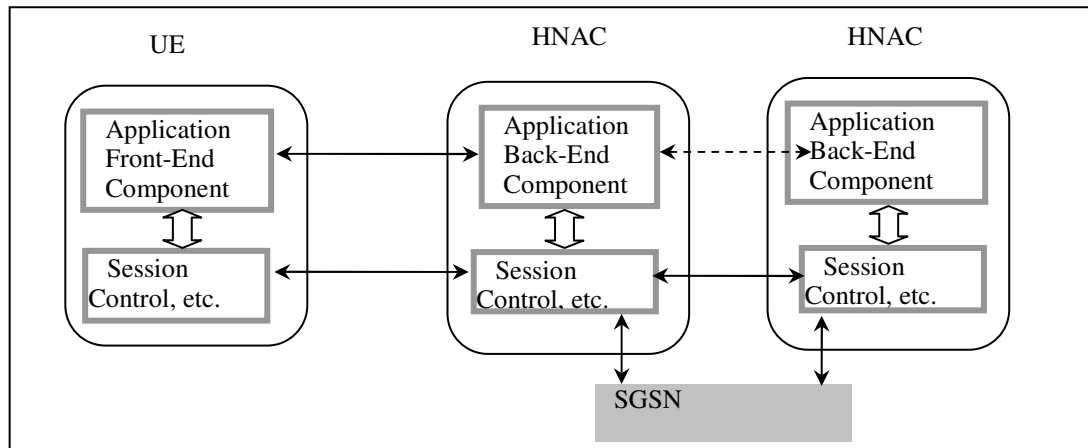 UE
HNAC
HNAC
Application
Front-End
Component
Application
Back-End
Component
Application
Back-End
Component
Session
Control, etc.
Session
Control, etc.
Session
Control, etc.
SGSN